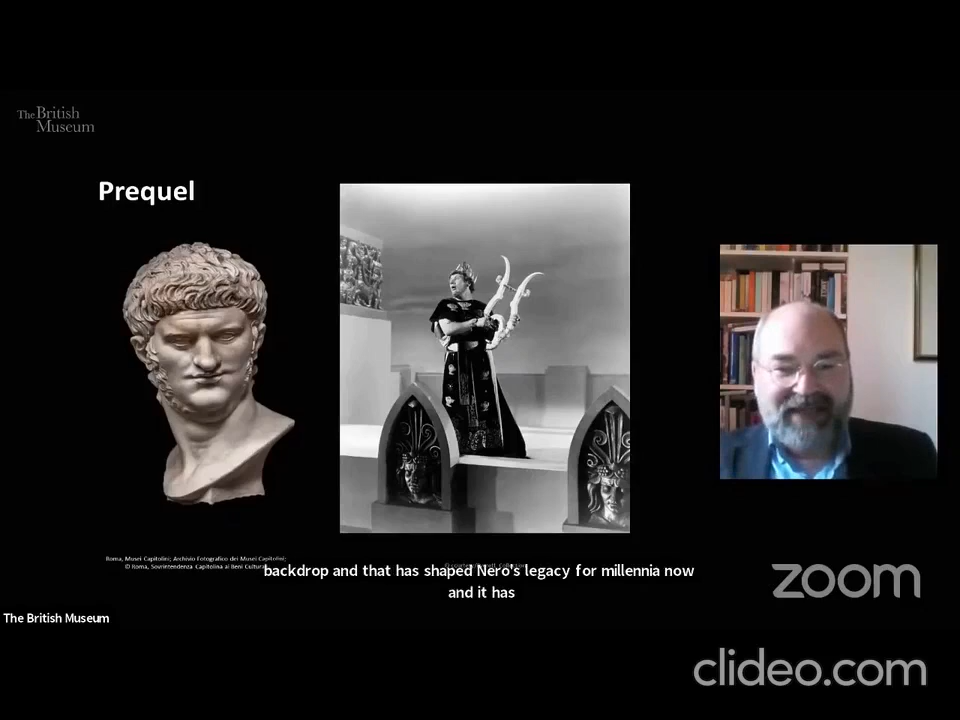 The British
Museum
Prequel
Roma, Musei Capitolini; Archivio Fotografico dei Musei Capitolini;
© Roma, Sovrintendenza Capitolina ai Beni Culturali
backdrop and that has shaped Nero's legacy for millennia now
and it has
zoom
The British Museum
clideo.com